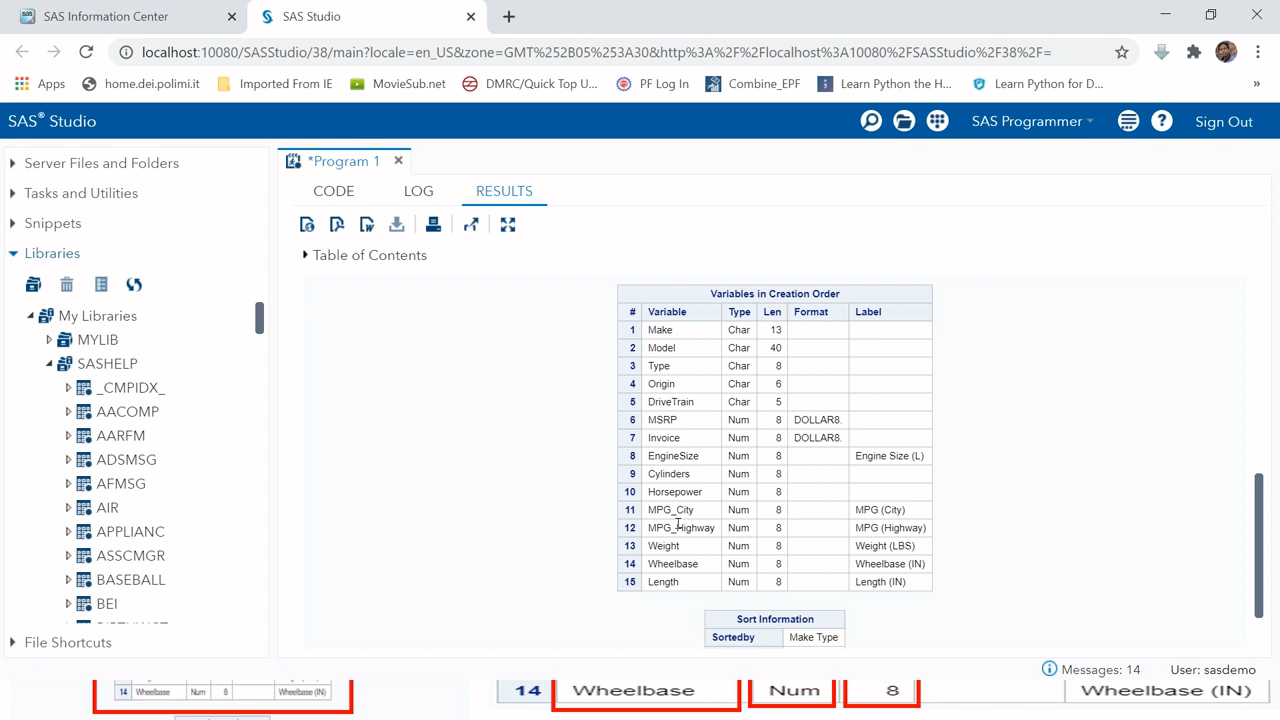 SAS Information Center
SAS Studio
localhost:10080/SASStudio/38/main?locale=en_US&zone=GMT%252B05%253A30&http%3A%2F%2Flocalhost%3A10080%2FSASStudio%2F38%2F=
Apps home.dei.polimi.it Imported From IE MovieSub.net DMRC/Quick Top U... PF Log In Combine_EPF Learn Python the H... Learn Python for D... »
SAS® Studio SAS Programmer Sign Out
Server Files and Folders
Tasks and Utilities
Snippets
Libraries
My Libraries
MYLIB
SASHELP
_CMPIDX_
AACOMP
AARFM
ADSMSG
AFMSG
AIR
APPLIANC
ASSCMGR
BASEBALL
BEI
File Shortcuts
*Program 1
CODE LOG RESULTS
Table of Contents
Variables in Creation Order
# Variable Type Len Format Label
1 Make Char 13
2 Model Char 40
3 Type Char 8
4 Origin Char 6
5 DriveTrain Char 5
6 MSRP Num 8 DOLLAR8.
7 Invoice Num 8 DOLLAR8.
8 EngineSize Num 8 Engine Size (L)
9 Cylinders Num 8
10 Horsepower Num 8
11 MPG_City Num 8 MPG (City)
12 MPG_Highway Num 8 MPG (Highway)
13 Weight Num 8 Weight (LBS)
14 Wheelbase Num 8 Wheelbase (IN)
15 Length Num 8 Length (IN)
Sort Information
Sortedby Make Type
Messages: 14 User: sasdemo
14 Wheelbase Num 8 Wheelbase (IN)
14 Wheelbase Num 8 Wheelbase (IN)